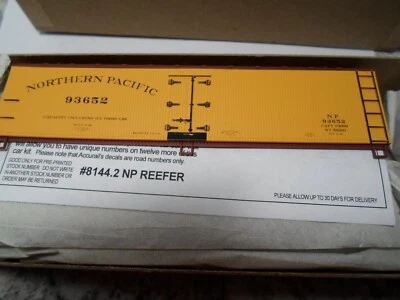 NORTHERN PACIFIC
93652
CAPACITY
N P
93652
will allow you to have unique numbers on twelve more
car kit. Please note that Accurail's decals are road numbers only.
GOOD ONLY FOR PRE-PRINTED
STOCK NUMBER. DO NOT WRITE
IN ANOTHER STOCK NUMBER OR
ORDER MAY BE RETURNED.
#8144.2 NP REEFER
PLEASE ALLOW UP TO 30 DAYS FOR DELIVERY